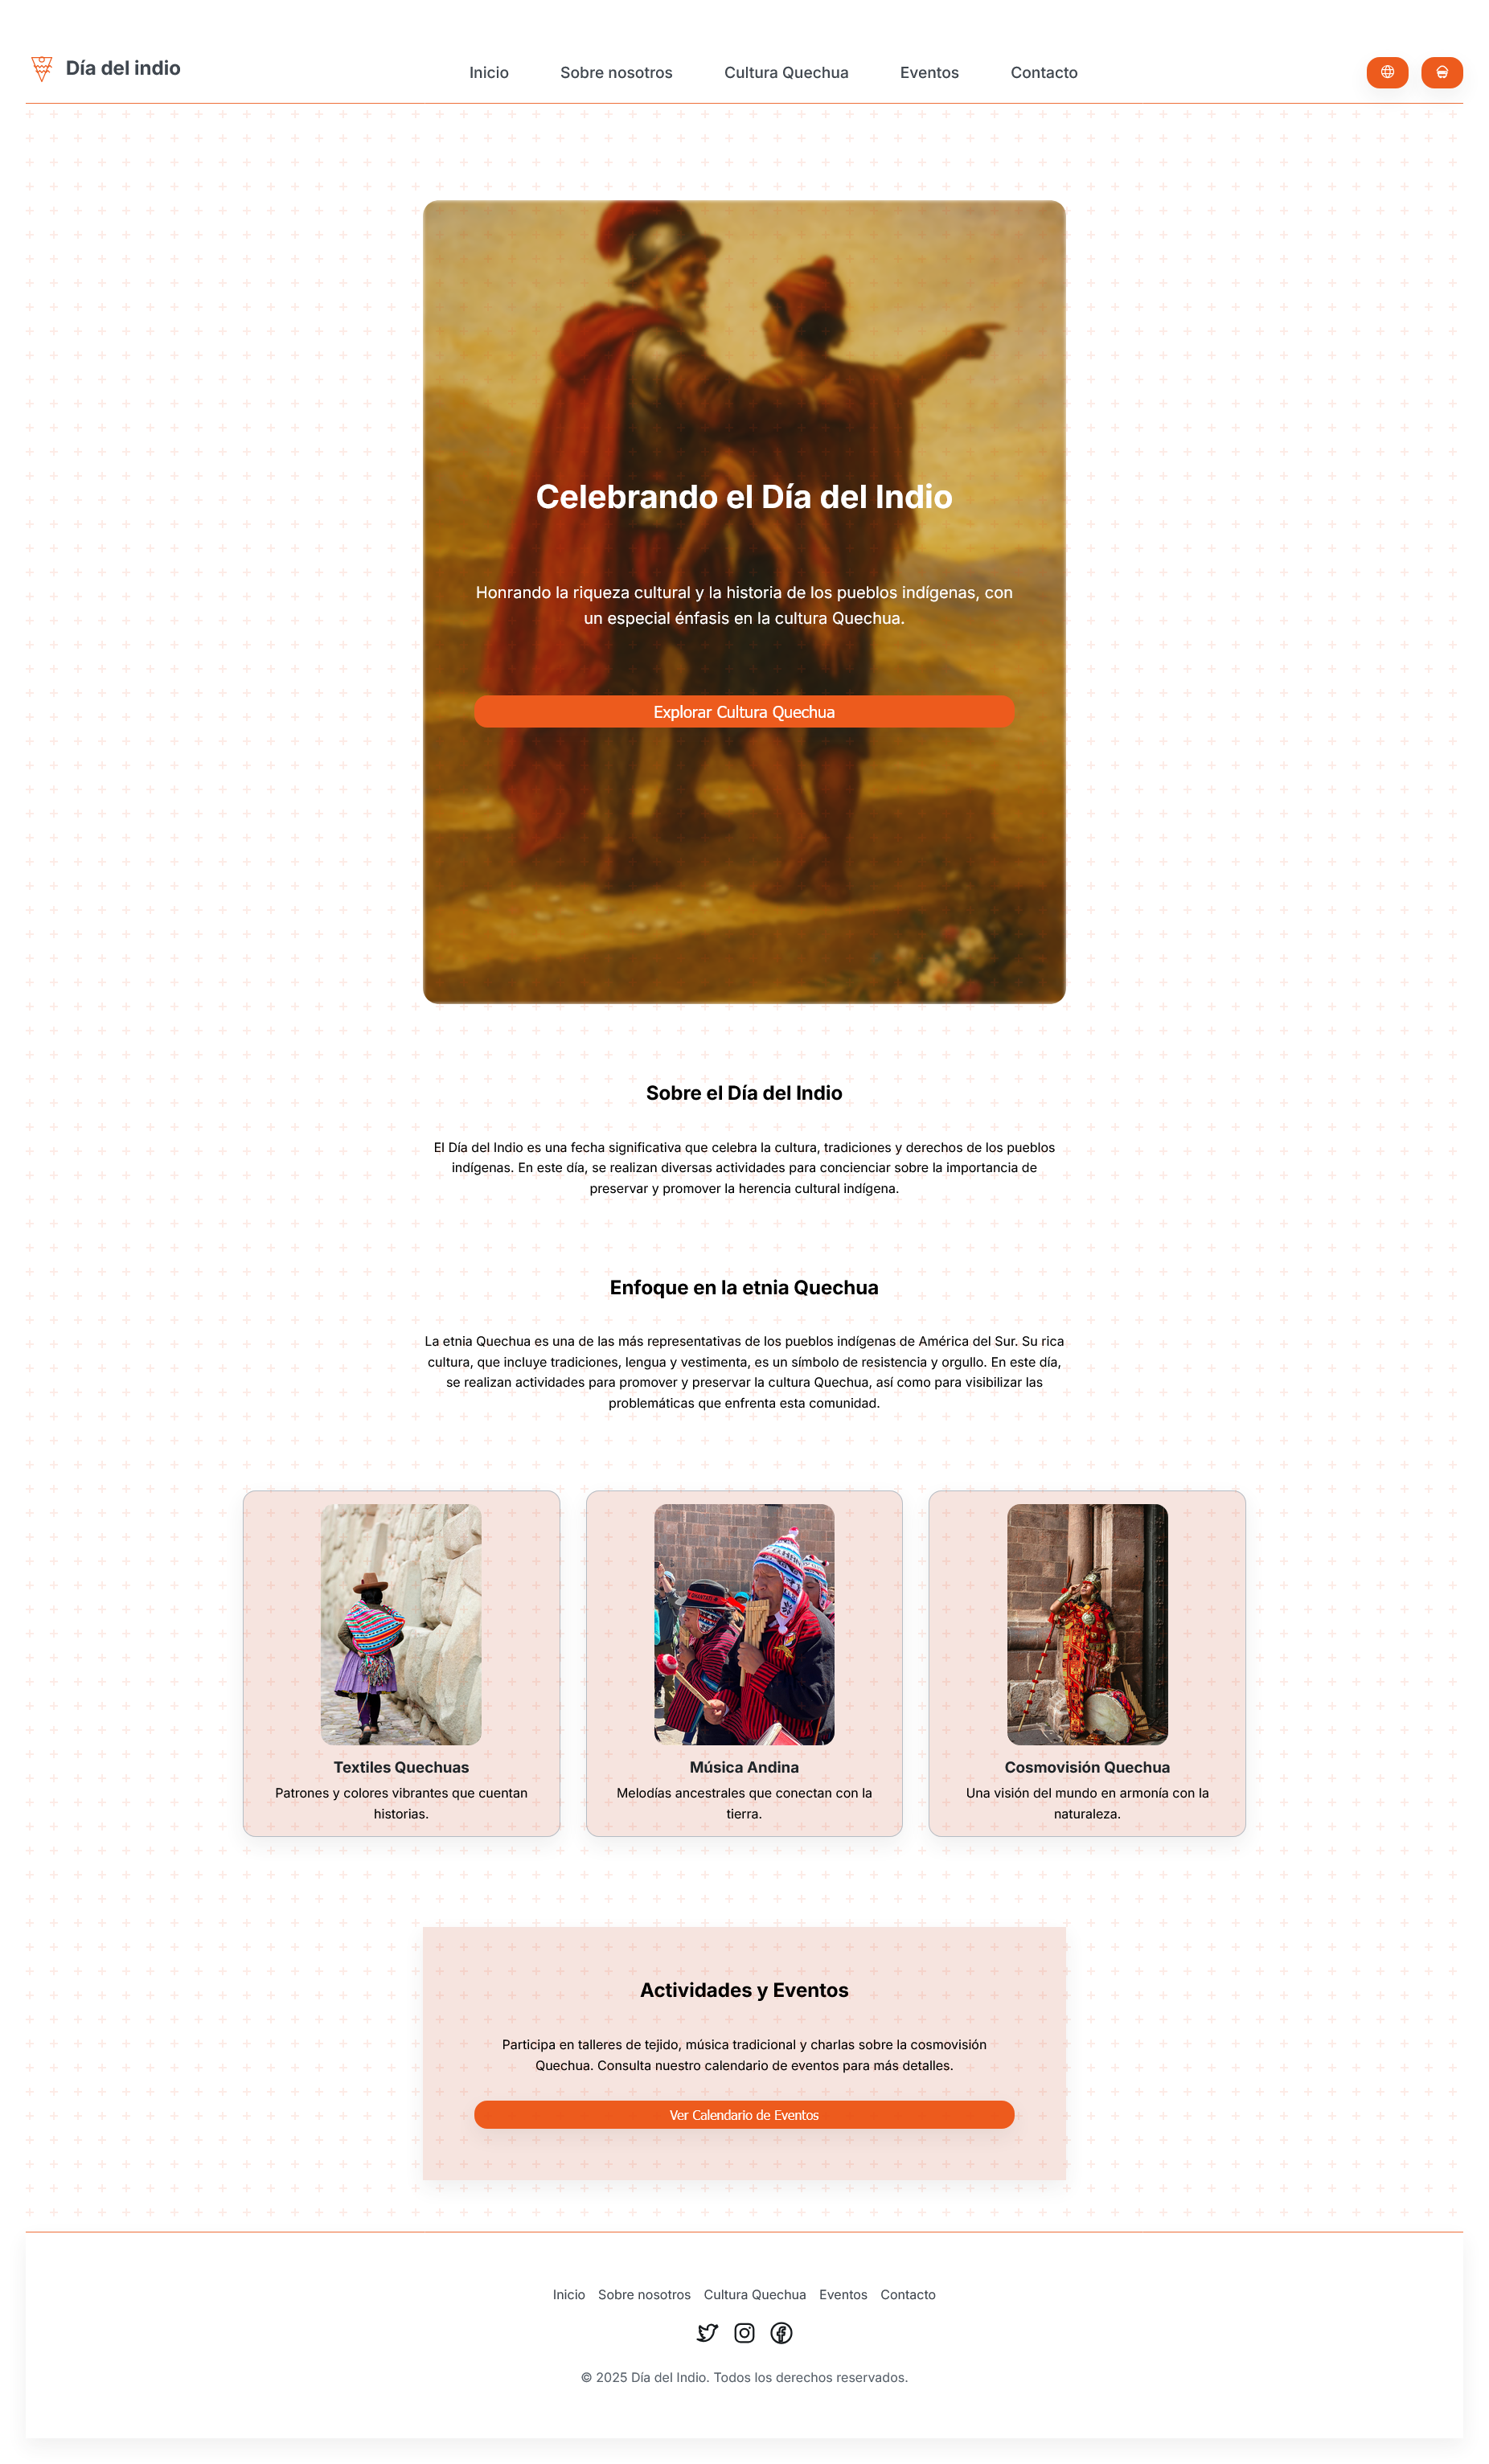 Día del indio
Inicio
Sobre nosotros
Cultura Quechua
Eventos
Contacto
Celebrando el Día del Indio
Honrando la riqueza cultural y la historia de los pueblos indígenas, con
un especial énfasis en la cultura Quechua.
Explorar Cultura Quechua
Sobre el Día del Indio
El Día del Indio es una fecha significativa que celebra la cultura, tradiciones y derechos de los pueblos
indígenas. En este día, se realizan diversas actividades para concienciar sobre la importancia de
preservar y promover la herencia cultural indígena.
Enfoque en la etnia Quechua
La etnia Quechua es una de las más representativas de los pueblos indígenas de América del Sur. Su rica
cultura, que incluye tradiciones, lengua y vestimenta, es un símbolo de resistencia y orgullo. En este día,
se realizan actividades para promover y preservar la cultura Quechua, así como para visibilizar las
problemáticas que enfrenta esta comunidad.
Textiles Quechuas
Patrones y colores vibrantes que cuentan
historias.
Música Andina
Melodías ancestrales que conectan con la
tierra.
Cosmovisión Quechua
Una visión del mundo en armonía con la
naturaleza.
Actividades y Eventos
Participa en talleres de tejido, música tradicional y charlas sobre la cosmovisión
Quechua. Consulta nuestro calendario de eventos para más detalles.
Ver Calendario de Eventos
Inicio
Sobre nosotros
Cultura Quechua
Eventos
Contacto
© 2025 Día del Indio. Todos los derechos reservados.